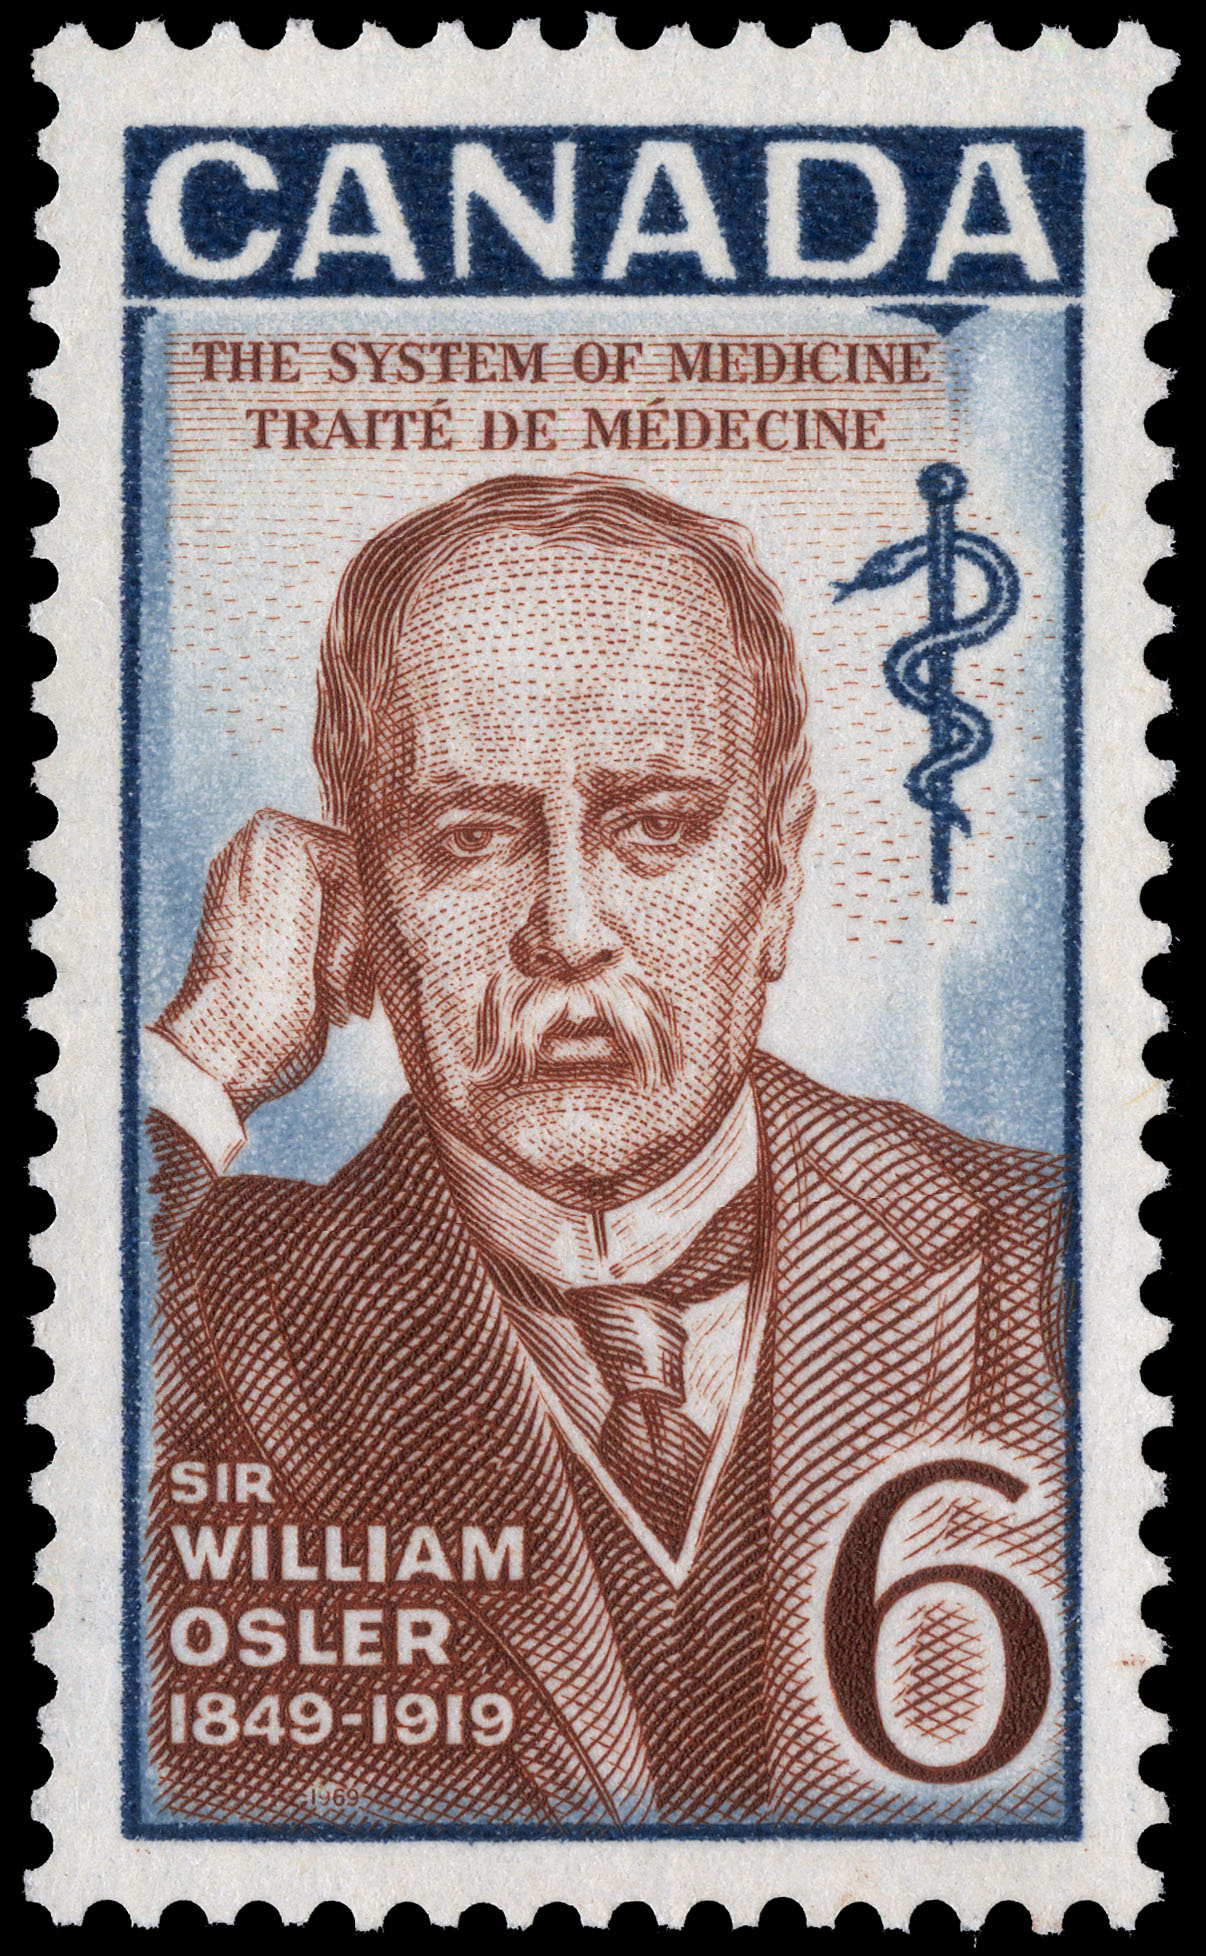 CANADA
THE SYSTEM OF MEDICINE
TRAITÉ DE MÉDECINE
SIR
WILLIAM
OSLER
1849-1919
6
1969